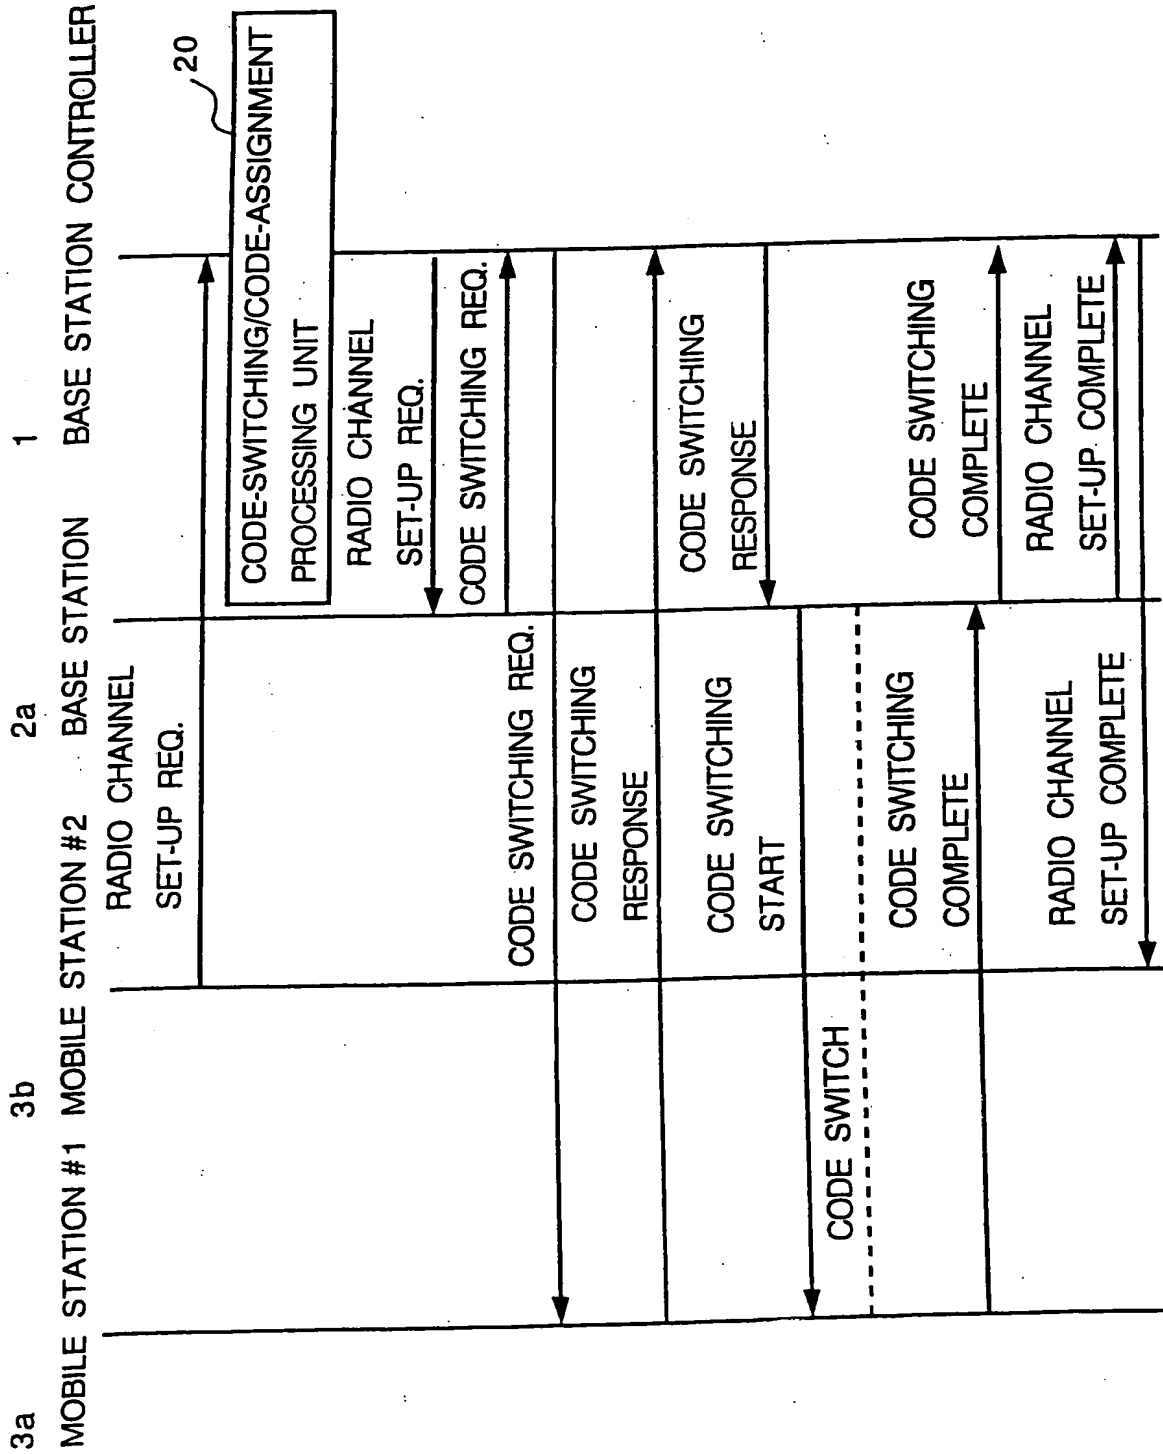 3a 3b 2a 1
MOBILE STATION #1 MOBILE STATION #2 BASE STATION BASE STATION CONTROLLER
RADIO CHANNEL
SET-UP REQ.
20
CODE-SWITCHING/CODE-ASSIGNMENT
PROCESSING UNIT
RADIO CHANNEL
SET-UP REQ.
CODE SWITCHING REQ.
CODE SWITCHING REQ.
CODE SWITCHING
RESPONSE
CODE SWITCHING
RESPONSE
CODE SWITCHING
START
CODE SWITCH
CODE SWITCHING
COMPLETE
CODE SWITCHING
COMPLETE
RADIO CHANNEL
SET-UP COMPLETE
RADIO CHANNEL
SET-UP COMPLETE